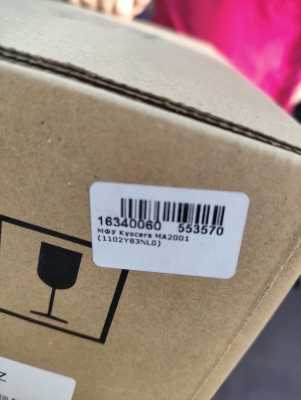 16340060 553570
МФУ Kyocera MA2001
(1102YB3NL0)
Z